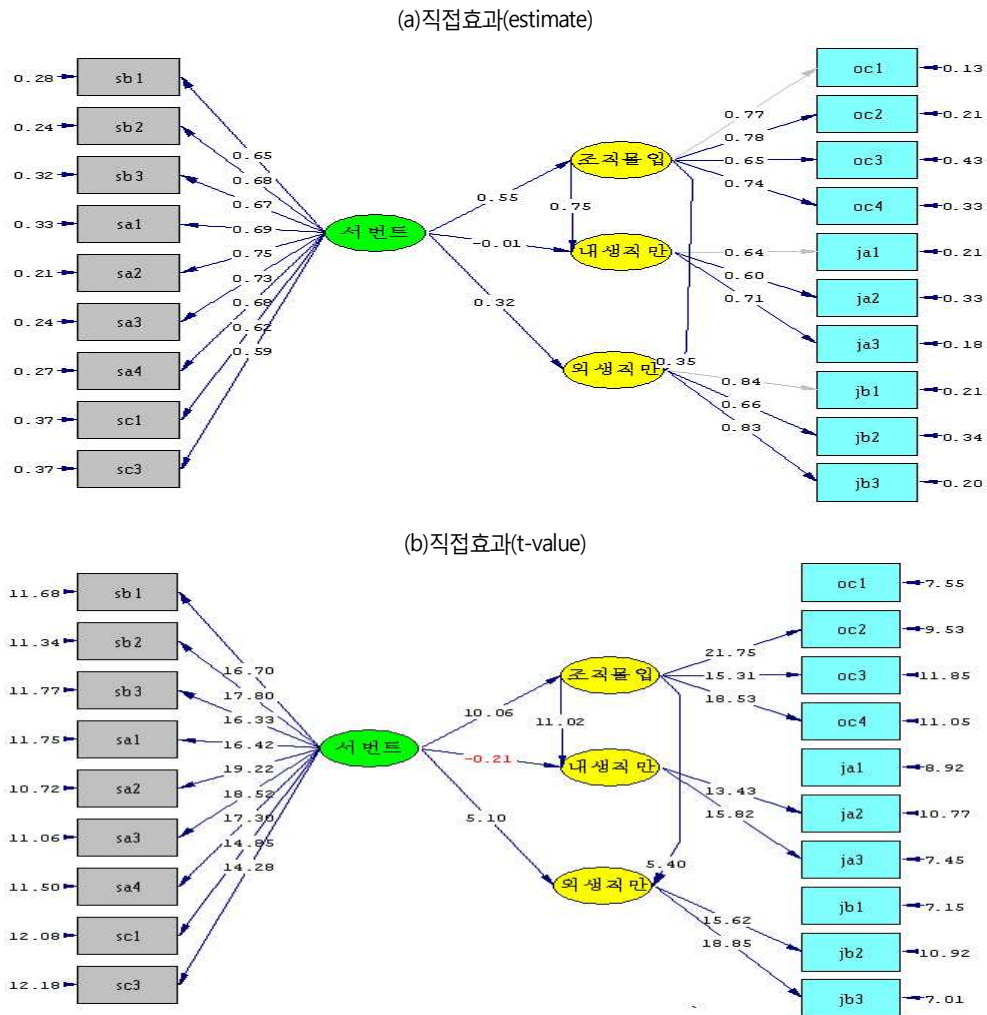 (a)직접효과(estimate)
0.28 sb1
0.24 sb2
0.32 sb3
0.33 sa1
0.21 sa2
0.24 sa3
0.27 sa4
0.37 sc1
0.37 sc3
0.65
0.68
0.67
0.69
0.75
0.73
0.68
0.62
0.59
서번트
0.55
-0.01
0.32
조직몰입
0.75
내생직만
외생직만
0.35
0.77
0.78
0.65
0.74
0.64
0.60
0.71
0.84
0.66
0.83
oc1 0.13
oc2 0.21
oc3 0.43
oc4 0.33
ja1 0.21
ja2 0.33
ja3 0.18
jb1 0.21
jb2 0.34
jb3 0.20
(b)직접효과(t-value)
11.68 sb1
11.34 sb2
11.77 sb3
11.75 sa1
10.72 sa2
11.06 sa3
11.50 sa4
12.08 sc1
12.18 sc3
16.70
17.80
16.33
16.42
19.22
18.52
17.30
14.85
14.28
서번트
10.06
-0.21
5.10
조직몰입
11.02
내생직만
5.40
외생직만
21.75
15.31
18.53
13.43
15.82
15.62
18.85
oc1 7.55
oc2 9.53
oc3 11.85
oc4 11.05
ja1 8.92
ja2 10.77
ja3 7.45
jb1 7.15
jb2 10.92
jb3 7.01